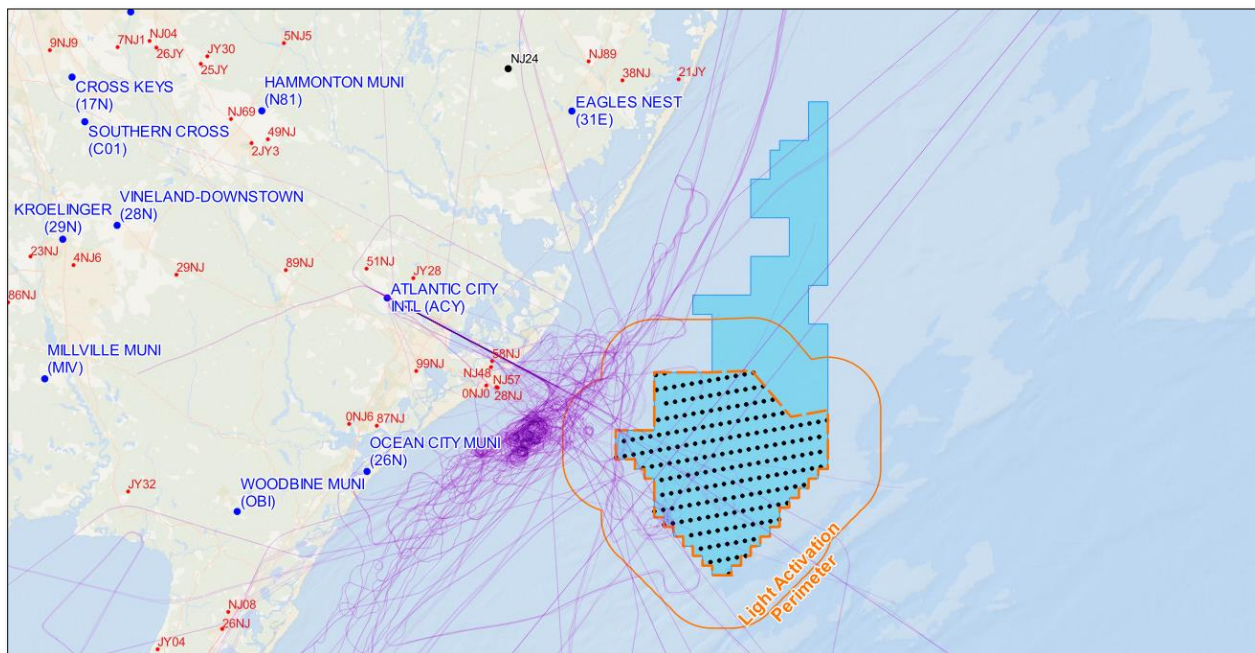 9NJ9
7NJ1
NJ04
26JY
JY30
25JY
5NJ5
NJ24
NJ89
38NJ
21JY
CROSS KEYS
(17N)
HAMMONTON MUNI
(N81)
EAGLES NEST
(31E)
SOUTHERN CROSS
(C01)
NJ69
49NJ
2JY3
VINELAND-DOWNSTOWN
(28N)
KROELINGER
(29N)
23NJ
4NJ6
29NJ
89NJ
51NJ
JY28
86NJ
ATLANTIC CITY
INTL (ACY)
MILLVILLE MUNI
(MIV)
99NJ
58NJ
NJ48
NJ57
0NJ0
28NJ
0NJ6
87NJ
OCEAN CITY MUNI
(26N)
WOODBINE MUNI
(OBI)
JY32
Light Activation
Perimeter
NJ08
26NJ
JY04